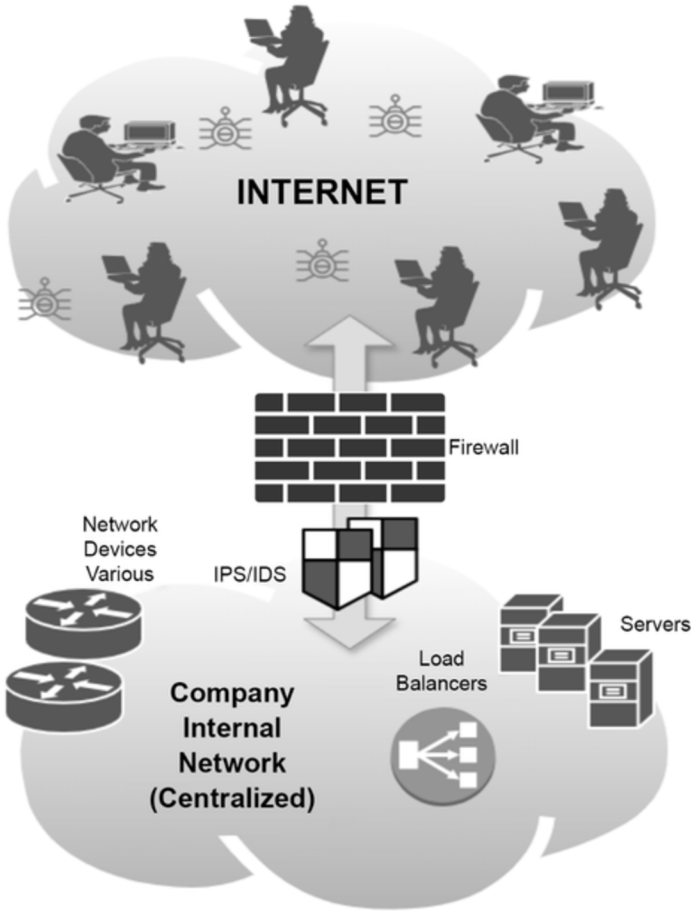 INTERNET
Firewall
Network
Devices
Various
IPS/IDS
Servers
Load
Balancers
Company
Internal
Network
(Centralized)